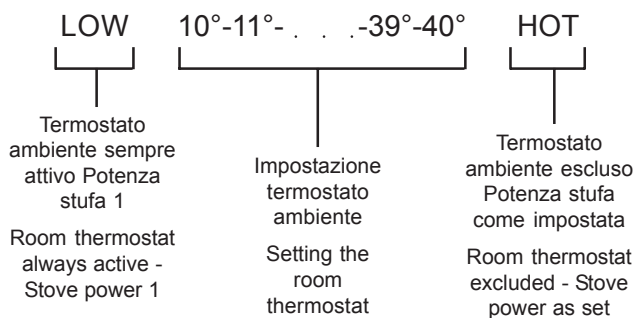 LOW 10°-11°- . . .-39°-40° HOT
Termostato
ambiente sempre
attivo Potenza
stufa 1
Room thermostat
always active -
Stove power 1
Impostazione
termostato
ambiente
Setting the
room
thermostat
Termostato
ambiente escluso
Potenza stufa
come impostata
Room thermostat
excluded - Stove
power as set